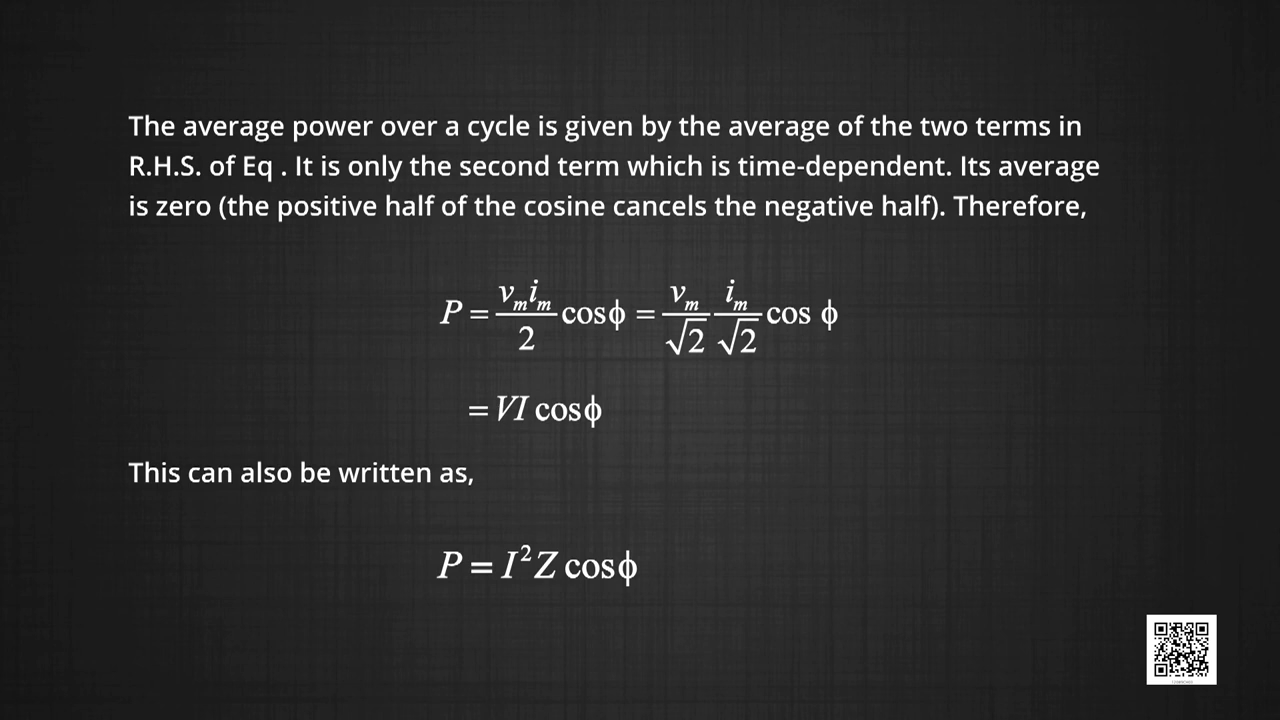 The average power over a cycle is given by the average of the two terms in
R.H.S. of Eq . It is only the second term which is time-dependent. Its average
is zero (the positive half of the cosine cancels the negative half). Therefore,
P = v_m i_m / 2 cosϕ = v_m / √2 i_m / √2 cos ϕ
= VI cosϕ
This can also be written as,
P = I² Z cosϕ